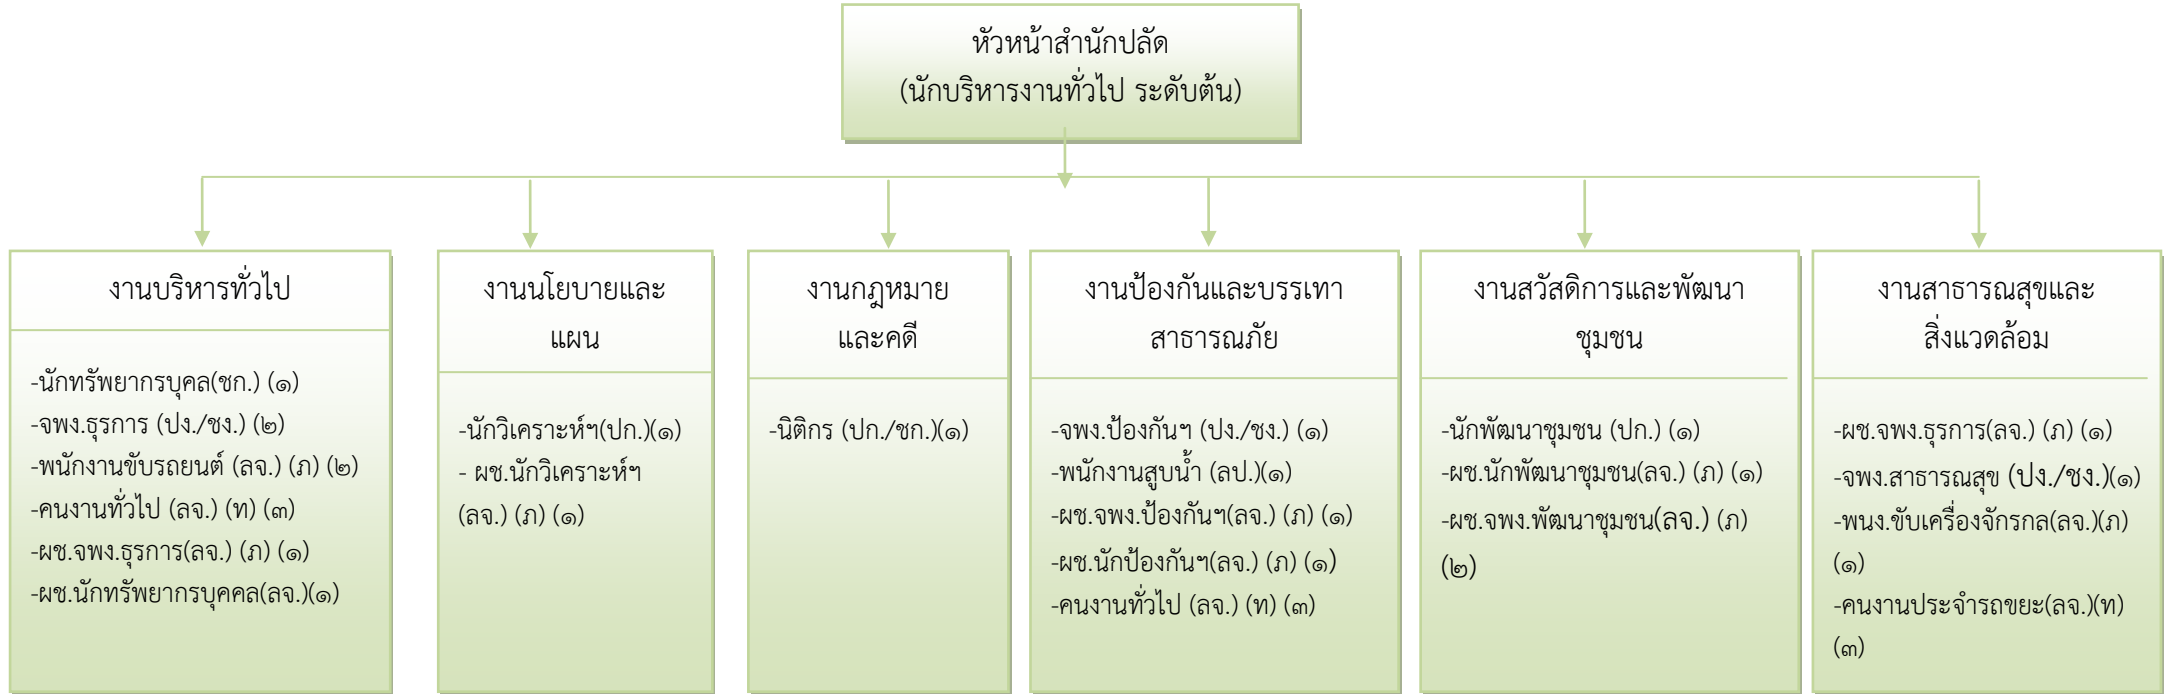 หัวหน้าสำนักปลัด
(นักบริหารงานทั่วไป ระดับต้น)
งานบริหารทั่วไป
-นักทรัพยากรบุคล(ชก.) (๑)
-จพง.ธุรการ (ปง./ชง.) (๒)
-พนักงานขับรถยนต์ (ลจ.) (ภ) (๒)
-คนงานทั่วไป (ลจ.) (ท) (๓)
-ผช.จพง.ธุรการ(ลจ.) (ภ) (๑)
-ผช.นักทรัพยากรบุคคล(ลจ.)(๑)
งานนโยบายและ
แผน
-นักวิเคราะห์ฯ(ปก.)(๑)
- ผช.นักวิเคราะห์ฯ
(ลจ.) (ภ) (๑)
งานกฎหมาย
และคดี
-นิติกร (ปก./ชก.)(๑)
งานป้องกันและบรรเทา
สาธารณภัย
-จพง.ป้องกันฯ (ปง./ชง.) (๑)
-พนักงานสูบน้ำ (ลป.)(๑)
-ผช.จพง.ป้องกันฯ(ลจ.) (ภ) (๑)
-ผช.นักป้องกันฯ(ลจ.) (ภ) (๑)
-คนงานทั่วไป (ลจ.) (ท) (๓)
งานสวัสดิการและพัฒนา
ชุมชน
-นักพัฒนาชุมชน (ปก.) (๑)
-ผช.นักพัฒนาชุมชน(ลจ.) (ภ) (๑)
-ผช.จพง.พัฒนาชุมชน(ลจ.) (ภ)
(๒)
งานสาธารณสุขและ
สิ่งแวดล้อม
-ผช.จพง.ธุรการ(ลจ.) (ภ) (๑)
-จพง.สาธารณสุข (ปง./ชง.)(๑)
-พนง.ขับเครื่องจักรกล(ลจ.)(ภ)
(๑)
-คนงานประจำรถขยะ(ลจ.)(ท)
(๓)